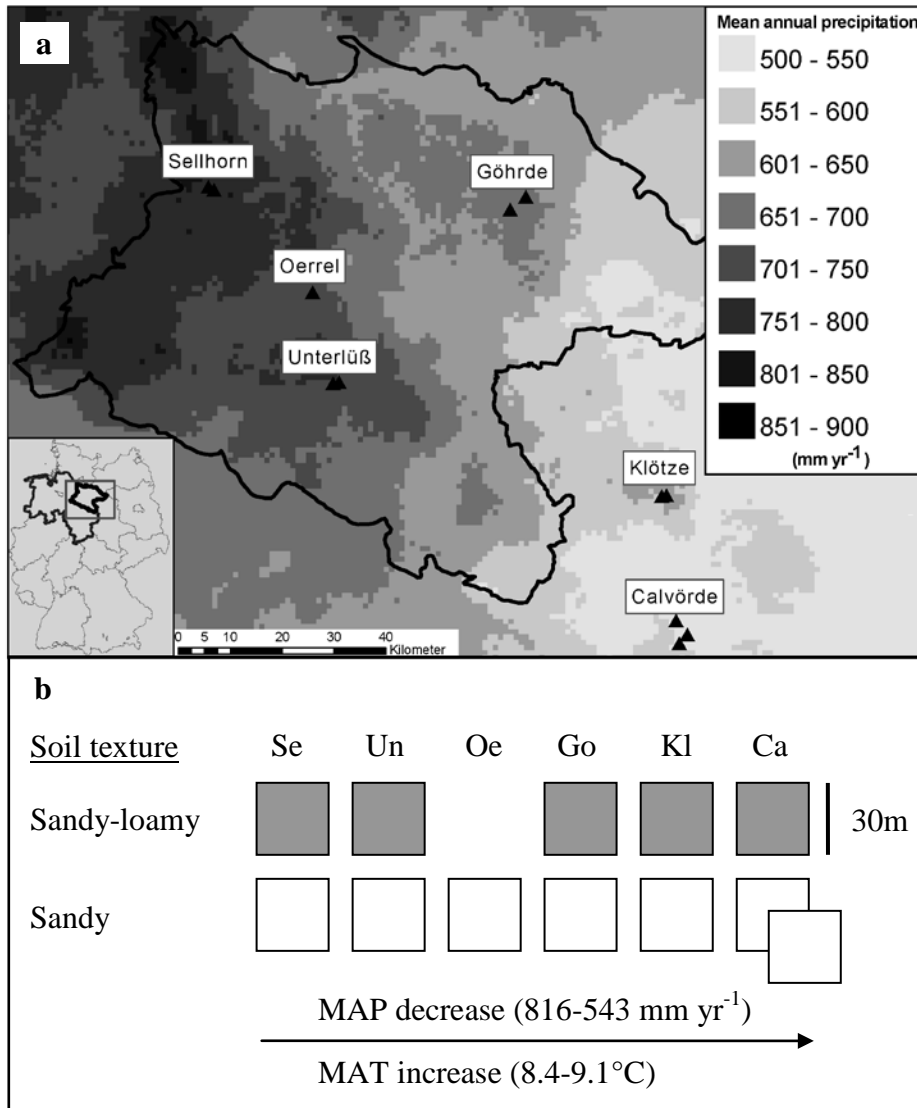 a
Mean annual precipitation
500 - 550
551 - 600
601 - 650
651 - 700
701 - 750
751 - 800
801 - 850
851 - 900
(mm yr-1)
Sellhorn
Göhrde
Oerrel
Unterlüß
Klötze
Calvörde
0 5 10 20 30 40
Kilometer
b
Soil texture Se Un Oe Go Kl Ca
Sandy-loamy 30m
Sandy
MAP decrease (816-543 mm yr-1)
MAT increase (8.4-9.1°C)